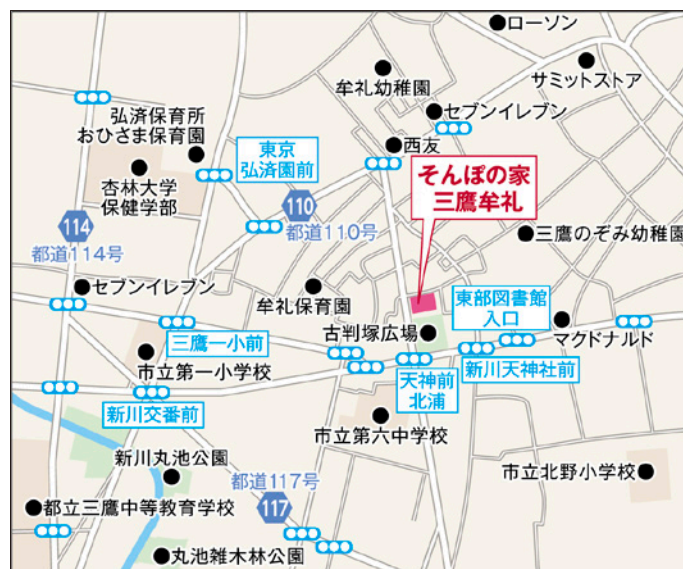 ローソン
サミットストア
牟礼幼稚園
セブンイレブン
弘済保育所
おひさま保育園
東京
弘済園前
西友
そんぽの家
三鷹牟礼
杏林大学
保健学部
110
都道110号
114
都道114号
三鷹のぞみ幼稚園
セブンイレブン
牟礼保育園
東部図書館
入口
三鷹一小前
古判塚広場
マクドナルド
市立第一小学校
天神前
北浦
新川天神社前
新川交番前
市立第六中学校
新川丸池公園
都道117号
117
市立北野小学校
都立三鷹中等教育学校
丸池雑木林公園